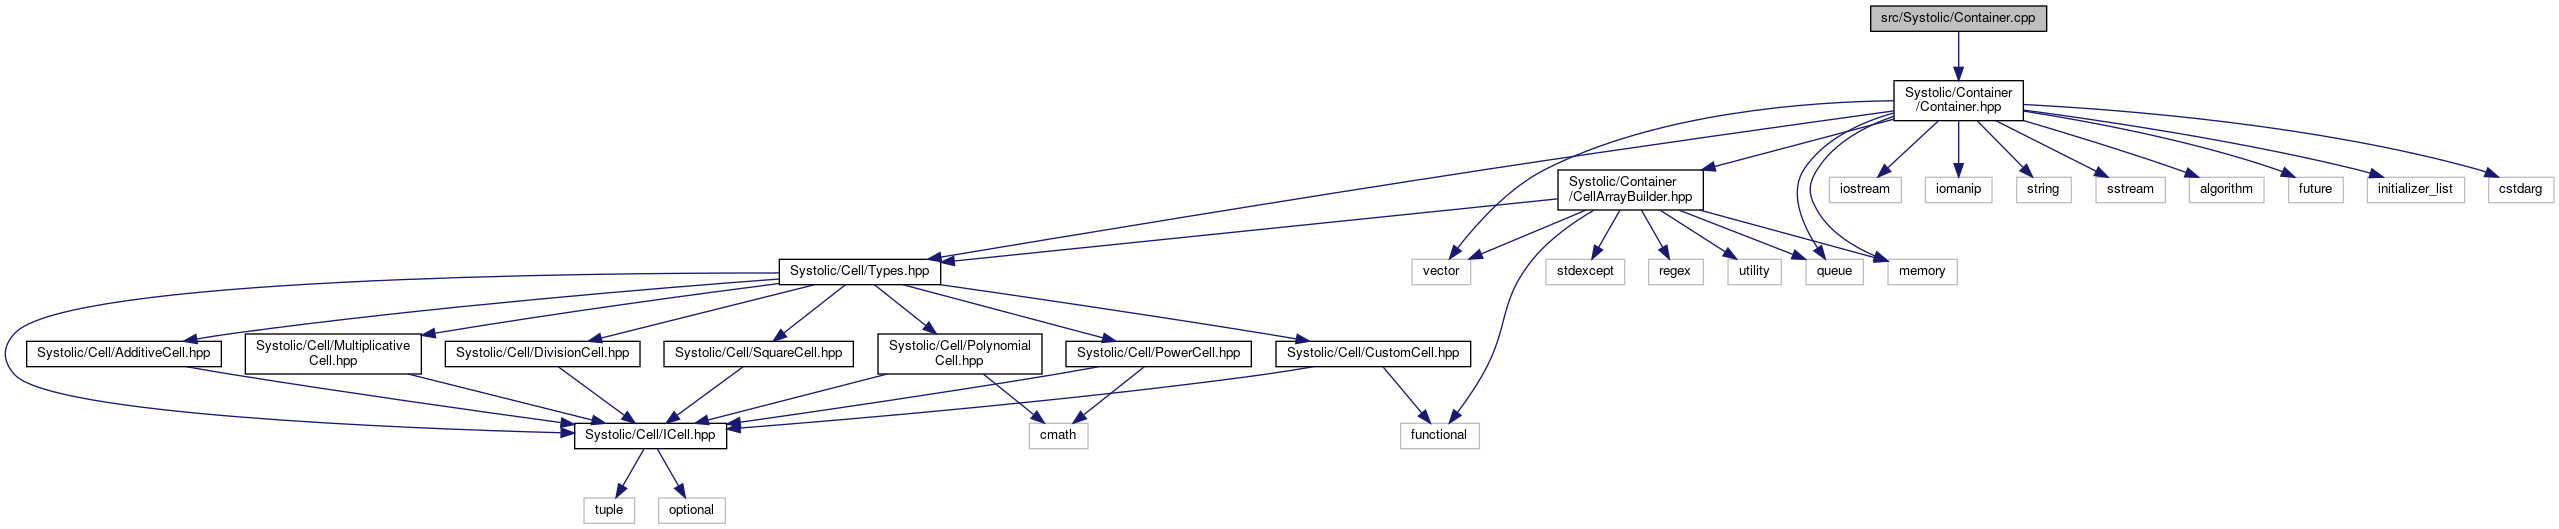 src/Systolic/Container.cpp
Systolic/Container
/Container.hpp
Systolic/Container
/CellArrayBuilder.hpp
iostream
iomanip
string
sstream
algorithm
future
initializer_list
cstdarg
Systolic/Cell/Types.hpp
vector
stdexcept
regex
utility
queue
memory
Systolic/Cell/AdditiveCell.hpp
Systolic/Cell/Multiplicative
Cell.hpp
Systolic/Cell/DivisionCell.hpp
Systolic/Cell/SquareCell.hpp
Systolic/Cell/Polynomial
Cell.hpp
Systolic/Cell/PowerCell.hpp
Systolic/Cell/CustomCell.hpp
Systolic/Cell/ICell.hpp
cmath
functional
tuple
optional